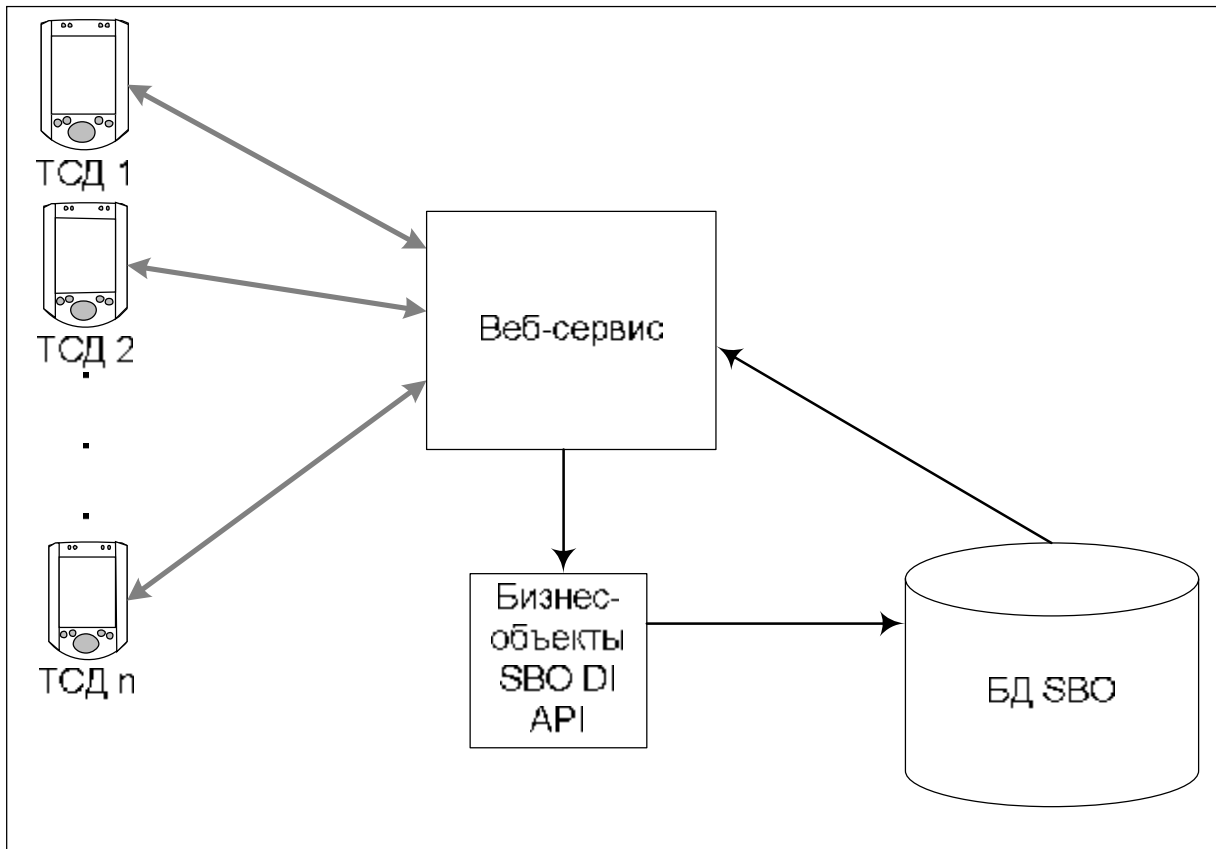 ТСД 1
ТСД 2
ТСД n
Веб-сервис
Бизнес-
объекты
SBO DI
API
БД SBO